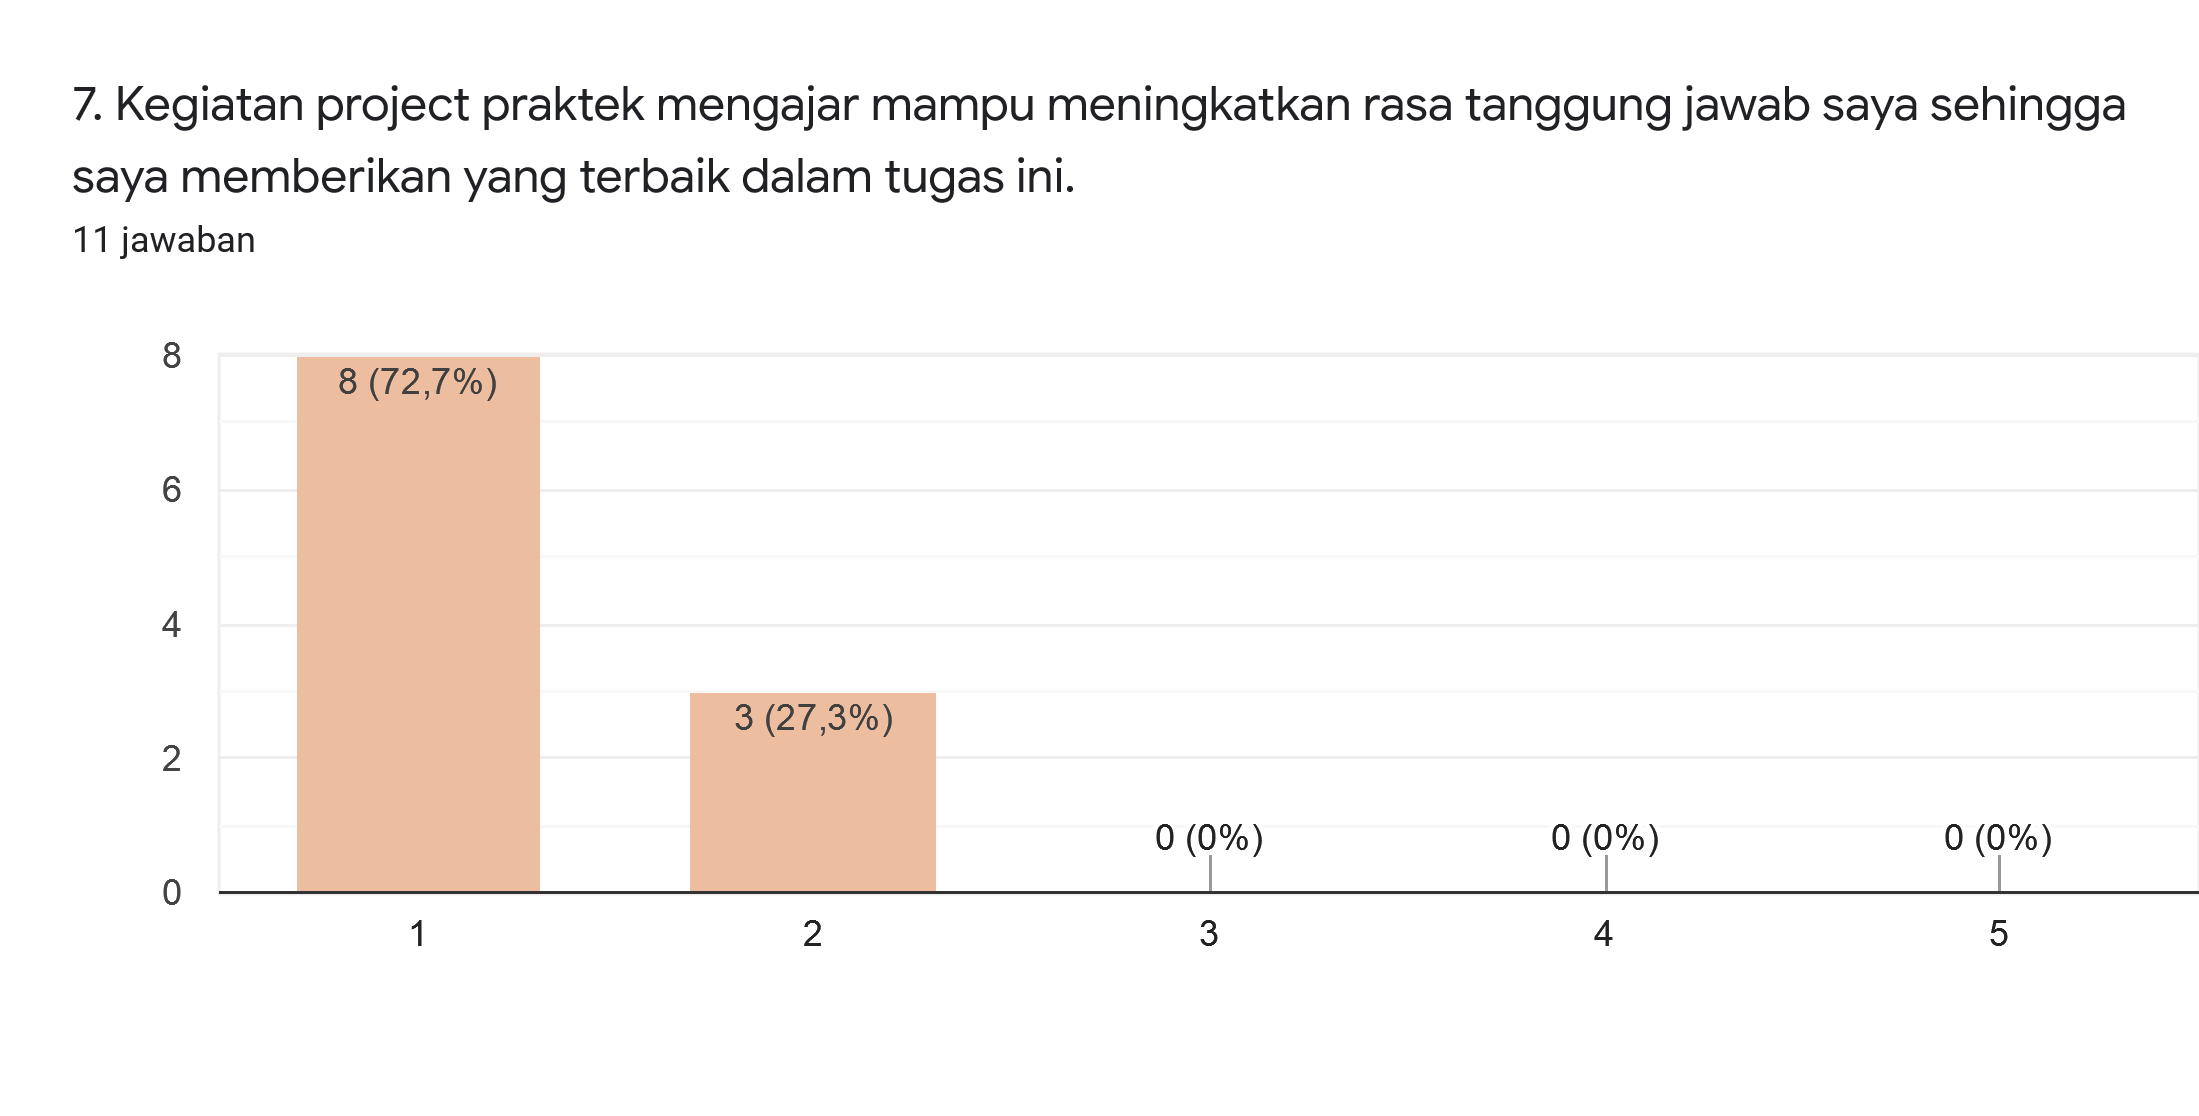 7. Kegiatan project praktek mengajar mampu meningkatkan rasa tanggung jawab saya sehingga
saya memberikan yang terbaik dalam tugas ini.
11 jawaban
8
8 (72,7%)
6
4
3 (27,3%)
2
0 (0%) 0 (0%) 0 (0%)
0
1 2 3 4 5